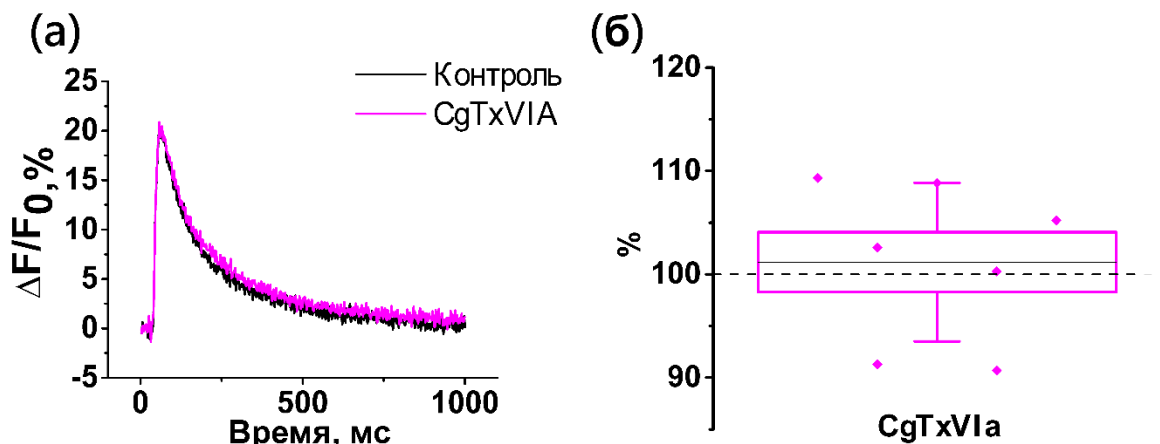 (а)
(б)
Контроль
CgTxVIA
ΔF/F0,%
25
20
15
10
5
0
-5
0
500
1000
Время, мс
%
120
110
100
90
CgTxVIa